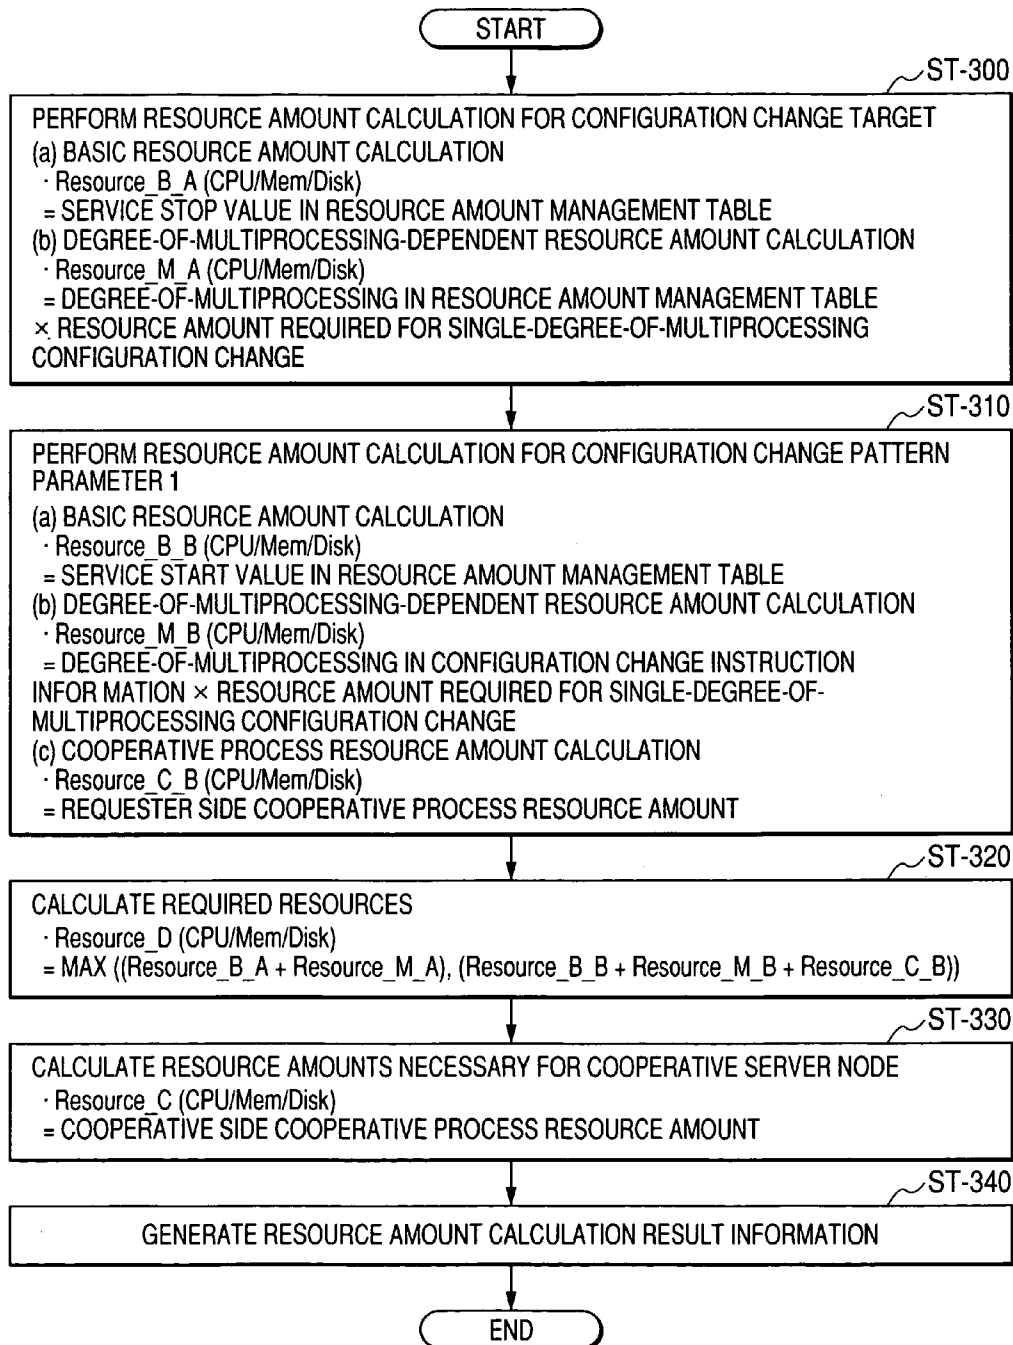 START
ST-300
PERFORM RESOURCE AMOUNT CALCULATION FOR CONFIGURATION CHANGE TARGET
(a) BASIC RESOURCE AMOUNT CALCULATION
· Resource_B_A (CPU/Mem/Disk)
= SERVICE STOP VALUE IN RESOURCE AMOUNT MANAGEMENT TABLE
(b) DEGREE-OF-MULTIPROCESSING-DEPENDENT RESOURCE AMOUNT CALCULATION
· Resource_M_A (CPU/Mem/Disk)
= DEGREE-OF-MULTIPROCESSING IN RESOURCE AMOUNT MANAGEMENT TABLE
× RESOURCE AMOUNT REQUIRED FOR SINGLE-DEGREE-OF-MULTIPROCESSING
CONFIGURATION CHANGE
ST-310
PERFORM RESOURCE AMOUNT CALCULATION FOR CONFIGURATION CHANGE PATTERN
PARAMETER 1
(a) BASIC RESOURCE AMOUNT CALCULATION
· Resource_B_B (CPU/Mem/Disk)
= SERVICE START VALUE IN RESOURCE AMOUNT MANAGEMENT TABLE
(b) DEGREE-OF-MULTIPROCESSING-DEPENDENT RESOURCE AMOUNT CALCULATION
· Resource_M_B (CPU/Mem/Disk)
= DEGREE-OF-MULTIPROCESSING IN CONFIGURATION CHANGE INSTRUCTION
INFOR MATION × RESOURCE AMOUNT REQUIRED FOR SINGLE-DEGREE-OF-
MULTIPROCESSING CONFIGURATION CHANGE
(c) COOPERATIVE PROCESS RESOURCE AMOUNT CALCULATION
· Resource_C_B (CPU/Mem/Disk)
= REQUESTER SIDE COOPERATIVE PROCESS RESOURCE AMOUNT
ST-320
CALCULATE REQUIRED RESOURCES
· Resource_D (CPU/Mem/Disk)
= MAX ((Resource_B_A + Resource_M_A), (Resource_B_B + Resource_M_B + Resource_C_B))
ST-330
CALCULATE RESOURCE AMOUNTS NECESSARY FOR COOPERATIVE SERVER NODE
· Resource_C (CPU/Mem/Disk)
= COOPERATIVE SIDE COOPERATIVE PROCESS RESOURCE AMOUNT
ST-340
GENERATE RESOURCE AMOUNT CALCULATION RESULT INFORMATION
END